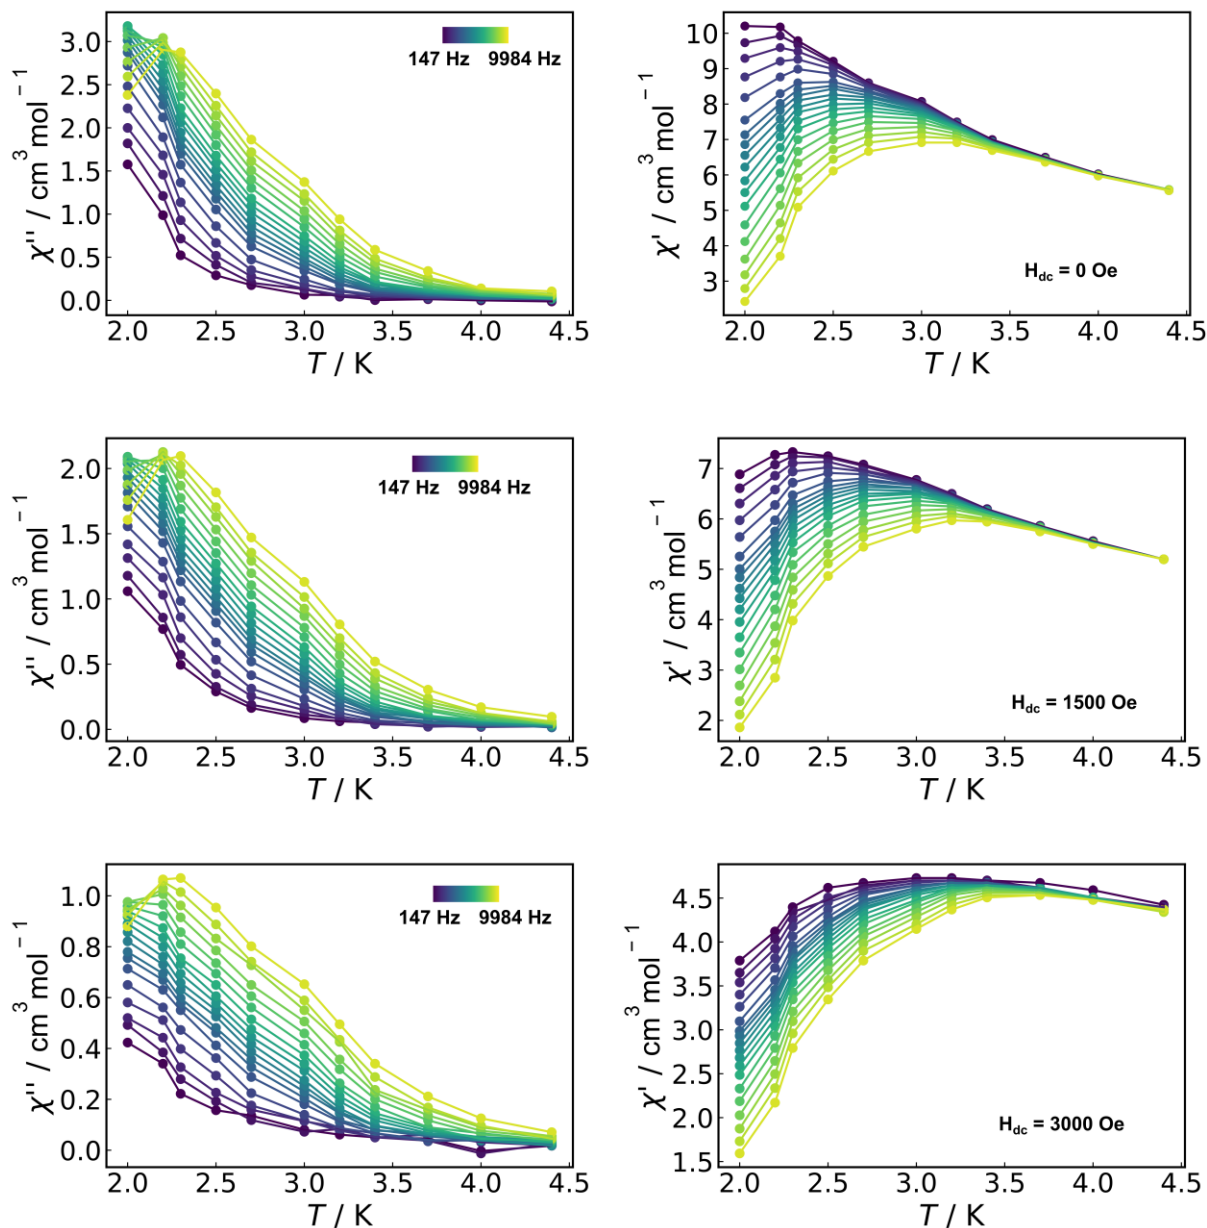 3.0
2.5
2.0
1.5
1.0
0.5
0.0
χ'' / cm³ mol⁻¹
147 Hz 9984 Hz
2.0 2.5 3.0 3.5 4.0 4.5
T / K
10
9
8
7
6
5
4
3
χ' / cm³ mol⁻¹
H_dc = 0 Oe
2.0 2.5 3.0 3.5 4.0 4.5
T / K
2.0
1.5
1.0
0.5
0.0
χ'' / cm³ mol⁻¹
147 Hz 9984 Hz
2.0 2.5 3.0 3.5 4.0 4.5
T / K
7
6
5
4
3
2
χ' / cm³ mol⁻¹
H_dc = 1500 Oe
2.0 2.5 3.0 3.5 4.0 4.5
T / K
1.0
0.8
0.6
0.4
0.2
0.0
χ'' / cm³ mol⁻¹
147 Hz 9984 Hz
2.0 2.5 3.0 3.5 4.0 4.5
T / K
4.5
4.0
3.5
3.0
2.5
2.0
1.5
χ' / cm³ mol⁻¹
H_dc = 3000 Oe
2.0 2.5 3.0 3.5 4.0 4.5
T / K